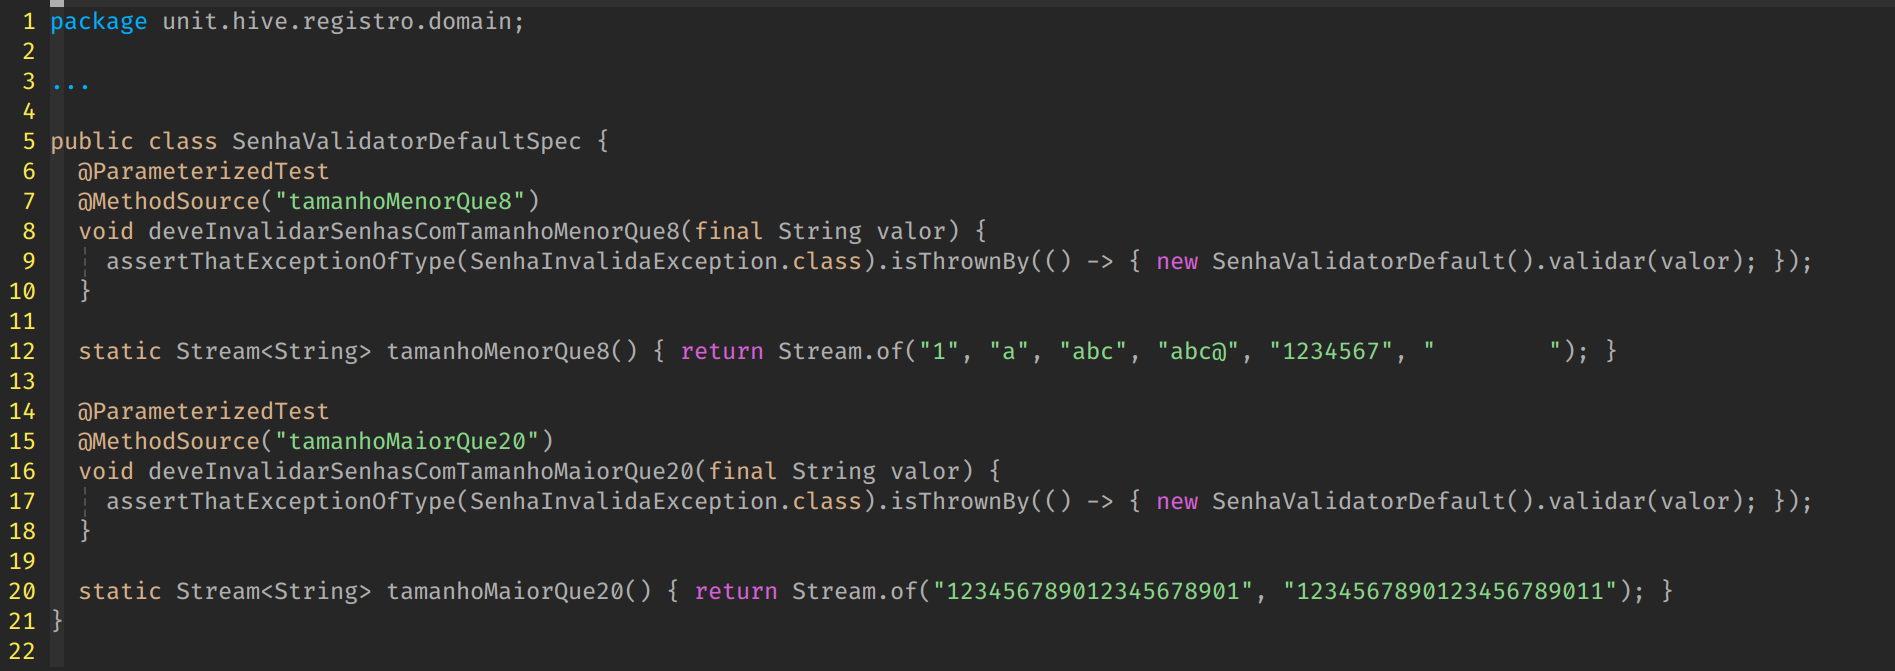 1 package unit.hive.registro.domain;
2
3 ...
4
5 public class SenhaValidatorDefaultSpec {
6   @ParameterizedTest
7   @MethodSource("tamanhoMenorQue8")
8   void deveInvalidarSenhasComTamanhoMenorQue8(final String valor) {
9     assertThatExceptionOfType(SenhaInvalidaException.class).isThrownBy(() -> { new SenhaValidatorDefault().validar(valor); });
10   }
11
12   static Stream<String> tamanhoMenorQue8() { return Stream.of("1", "a", "abc", "abc@", "1234567", "        "); }
13
14   @ParameterizedTest
15   @MethodSource("tamanhoMaiorQue20")
16   void deveInvalidarSenhasComTamanhoMaiorQue20(final String valor) {
17     assertThatExceptionOfType(SenhaInvalidaException.class).isThrownBy(() -> { new SenhaValidatorDefault().validar(valor); });
18   }
19
20   static Stream<String> tamanhoMaiorQue20() { return Stream.of("123456789012345678901", "1234567890123456789011"); }
21 }
22